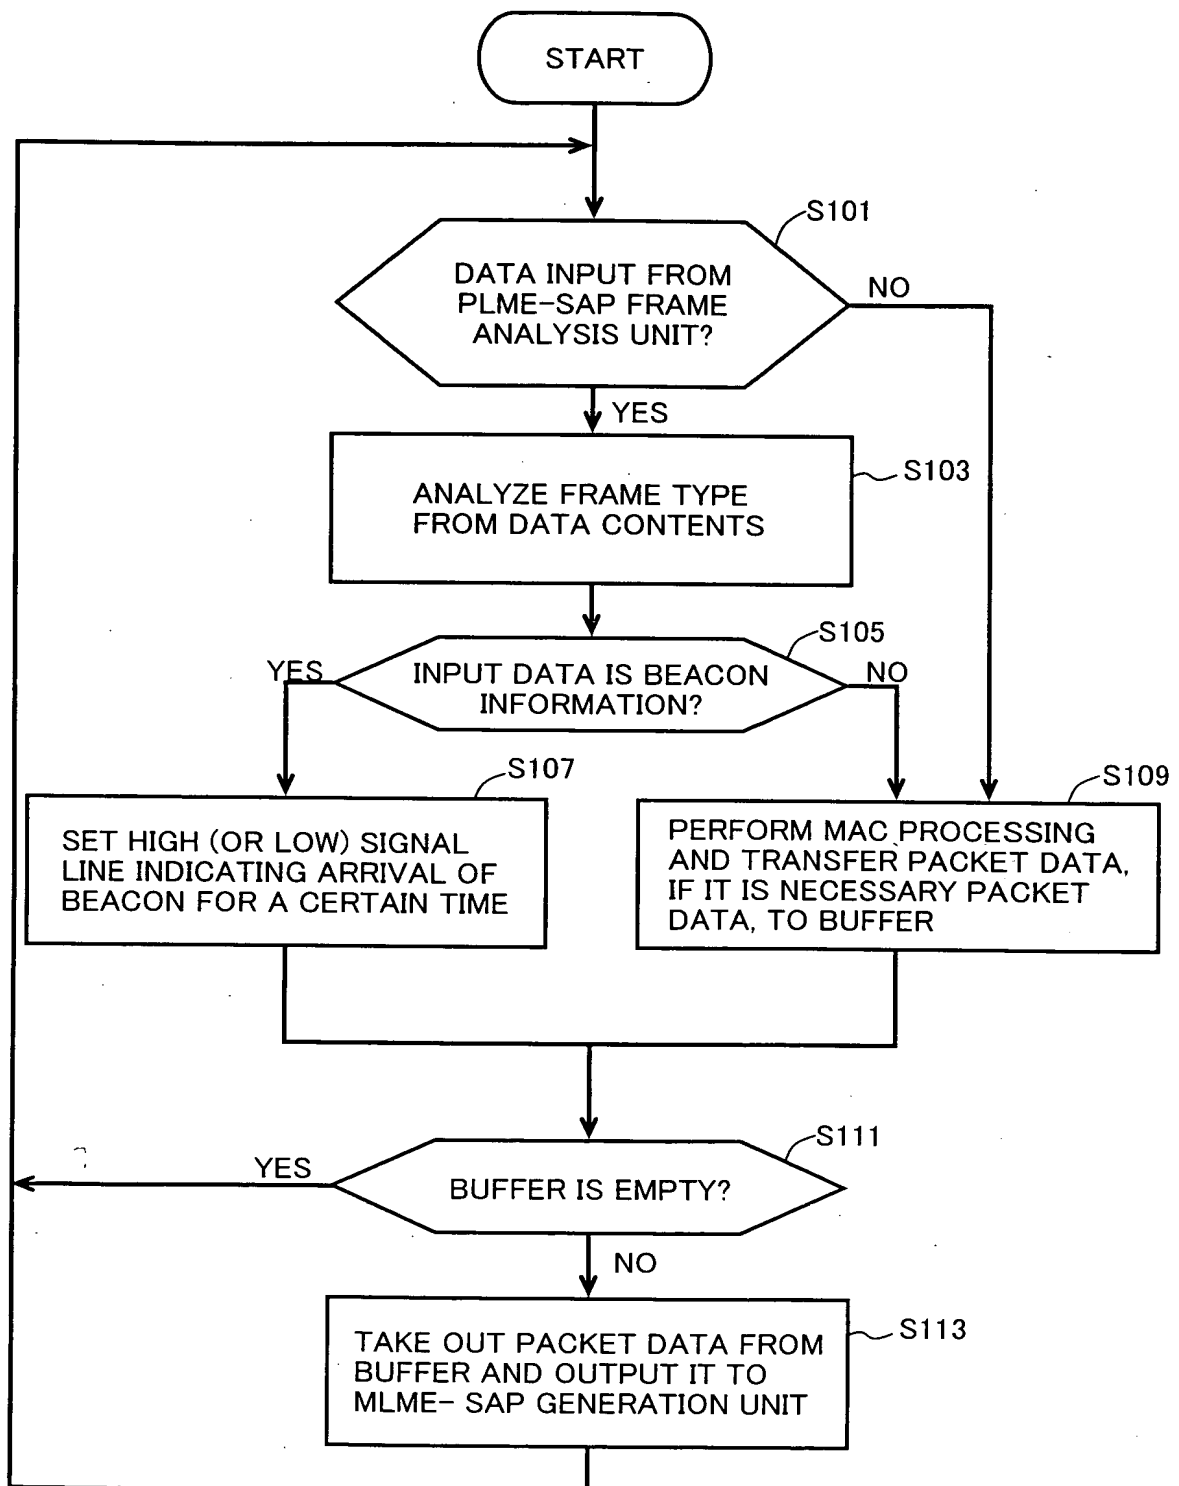 START
S101
DATA INPUT FROM
PLME-SAP FRAME
ANALYSIS UNIT?
NO
YES
S103
ANALYZE FRAME TYPE
FROM DATA CONTENTS
S105
YES
INPUT DATA IS BEACON
INFORMATION?
NO
S107
SET HIGH (OR LOW) SIGNAL
LINE INDICATING ARRIVAL OF
BEACON FOR A CERTAIN TIME
S109
PERFORM MAC PROCESSING
AND TRANSFER PACKET DATA,
IF IT IS NECESSARY PACKET
DATA, TO BUFFER
S111
YES
BUFFER IS EMPTY?
NO
S113
TAKE OUT PACKET DATA FROM
BUFFER AND OUTPUT IT TO
MLME- SAP GENERATION UNIT